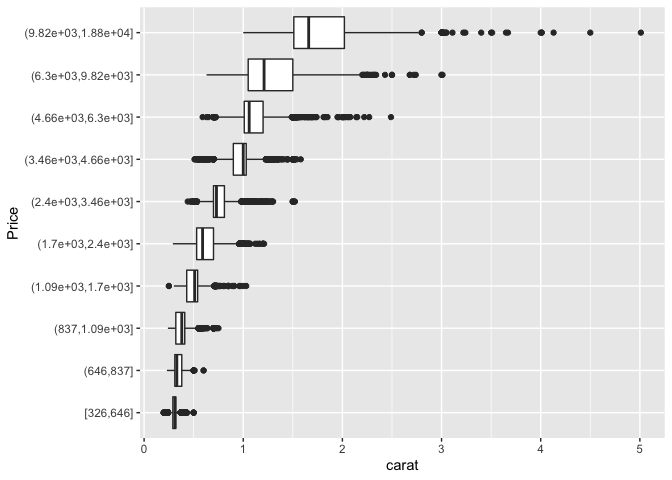 Price
(9.82e+03,1.88e+04]
(6.3e+03,9.82e+03]
(4.66e+03,6.3e+03]
(3.46e+03,4.66e+03]
(2.4e+03,3.46e+03]
(1.7e+03,2.4e+03]
(1.09e+03,1.7e+03]
(837,1.09e+03]
(646,837]
[326,646]
0 1 2 3 4 5
carat